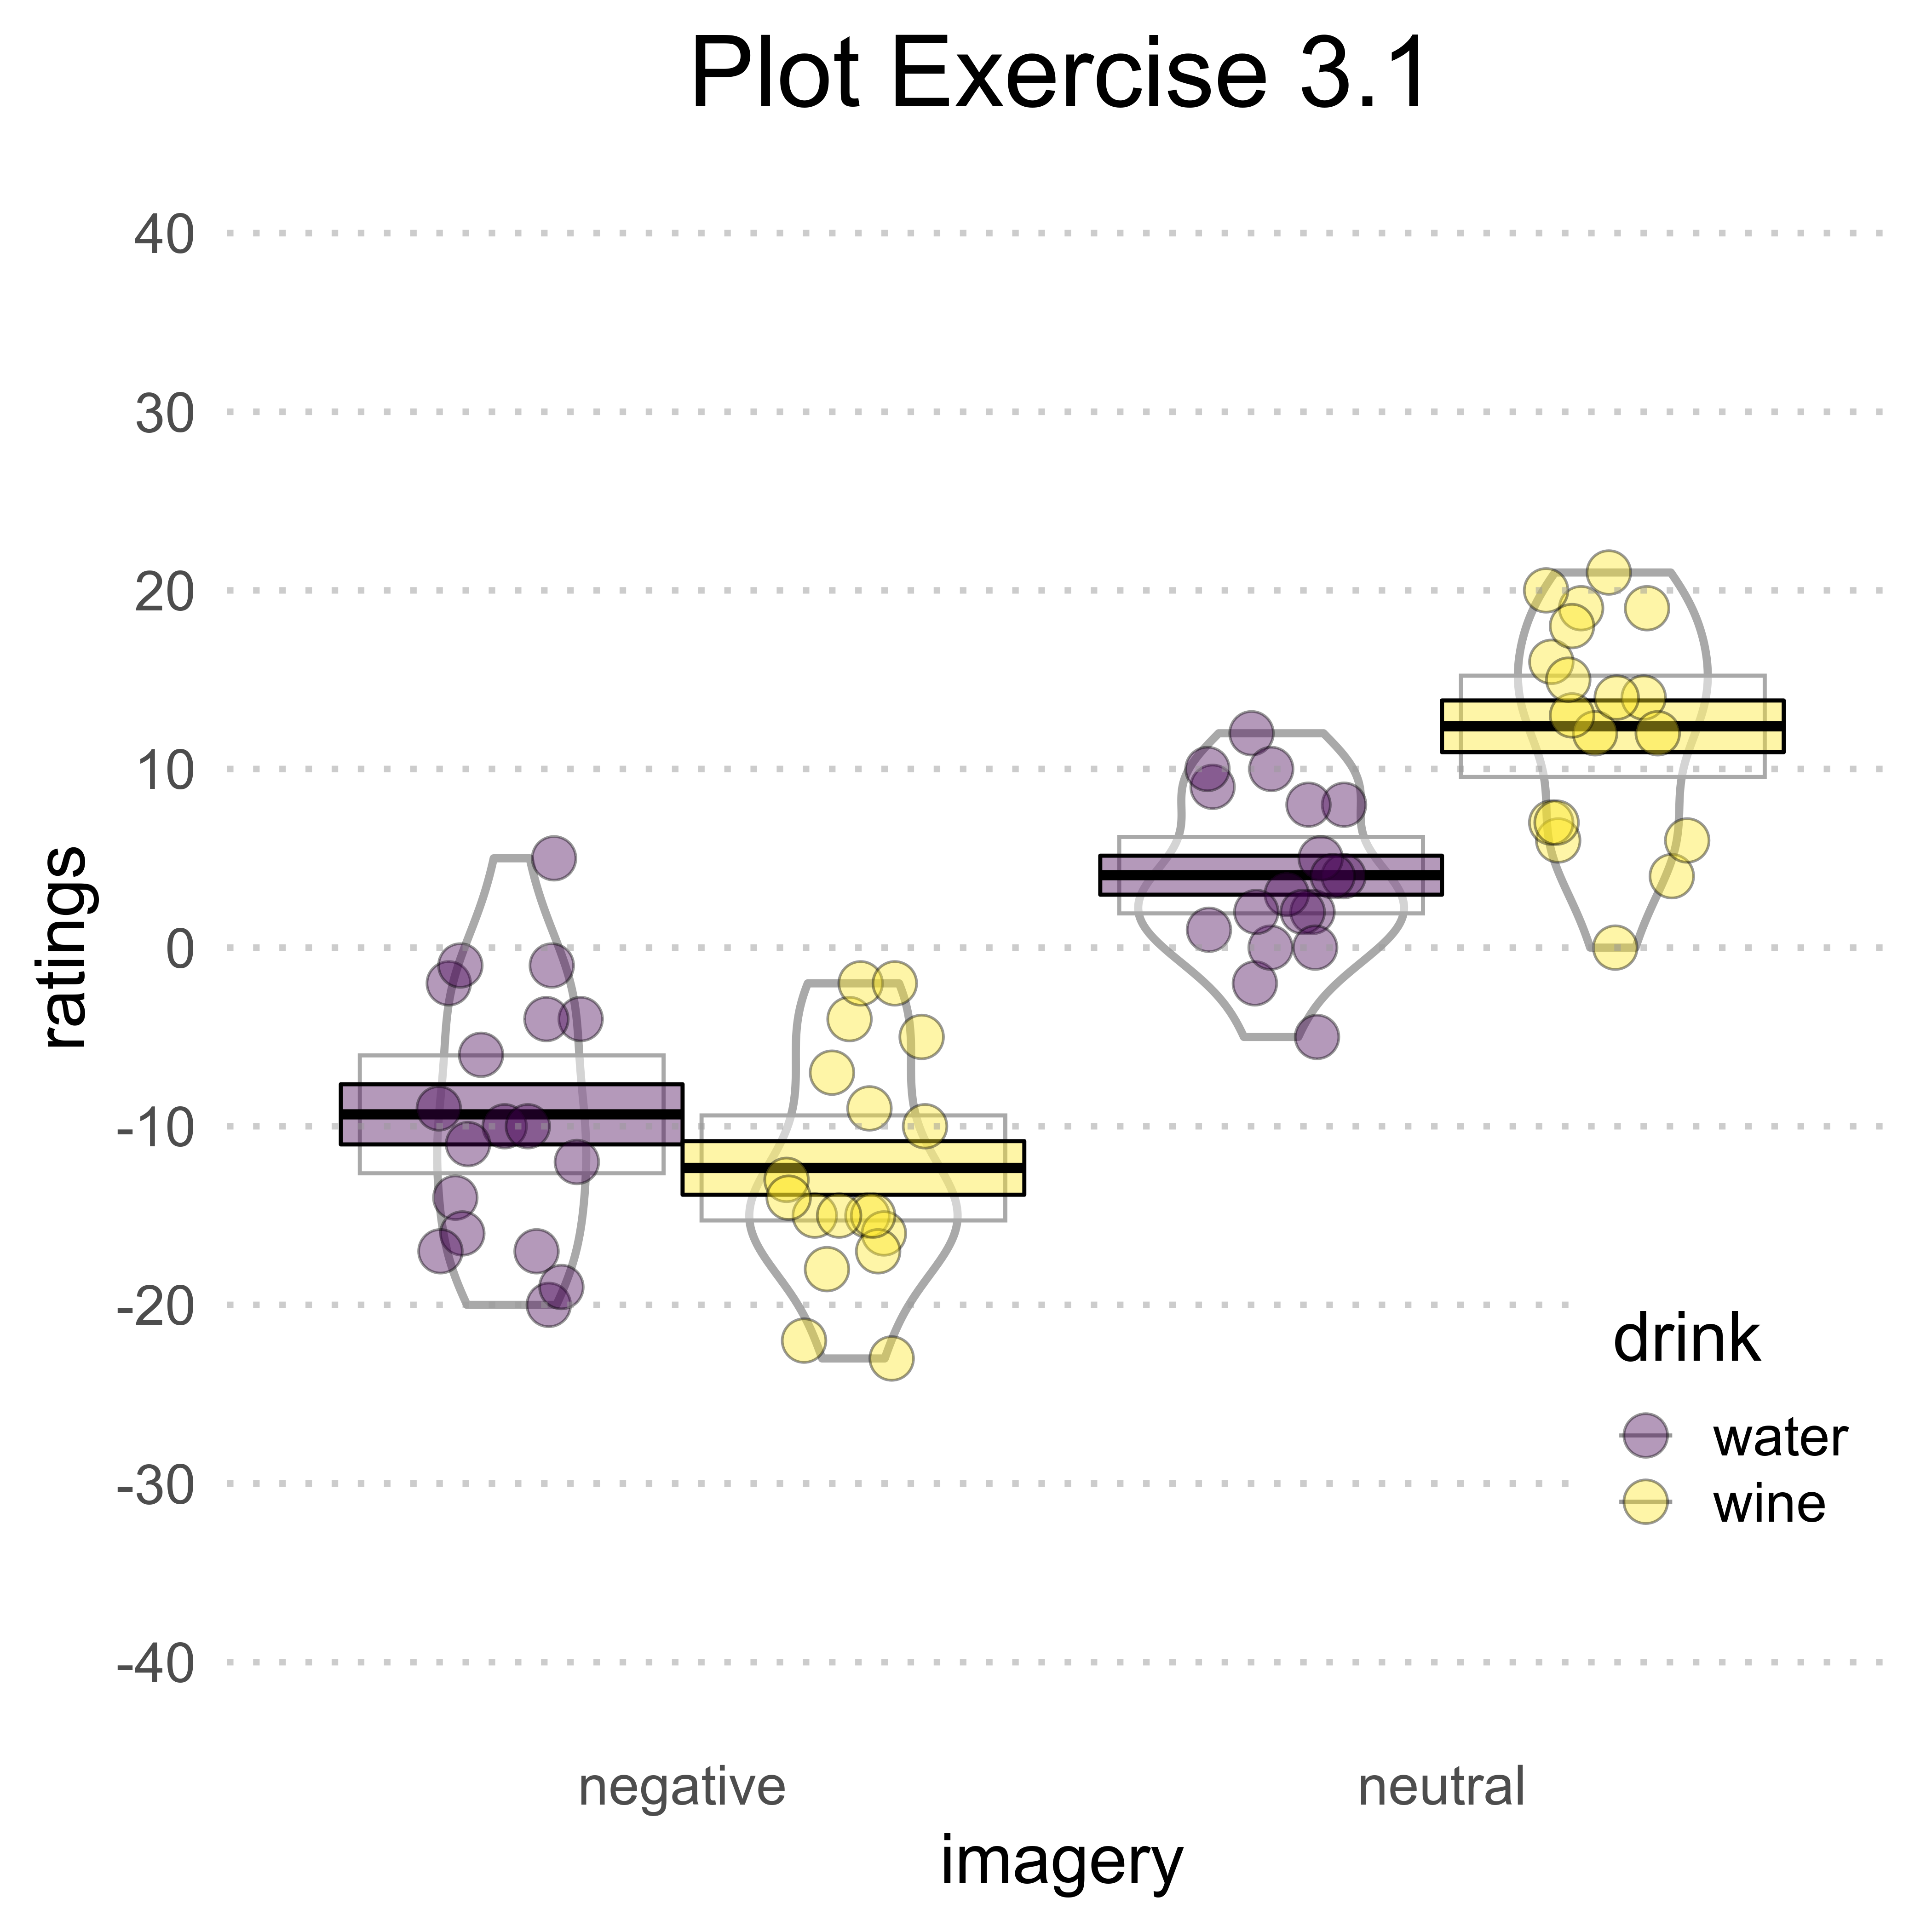 Plot Exercise 3.1
40
30
20
10
0
-10
-20
-30
-40
ratings
drink
water
wine
negative
neutral
imagery